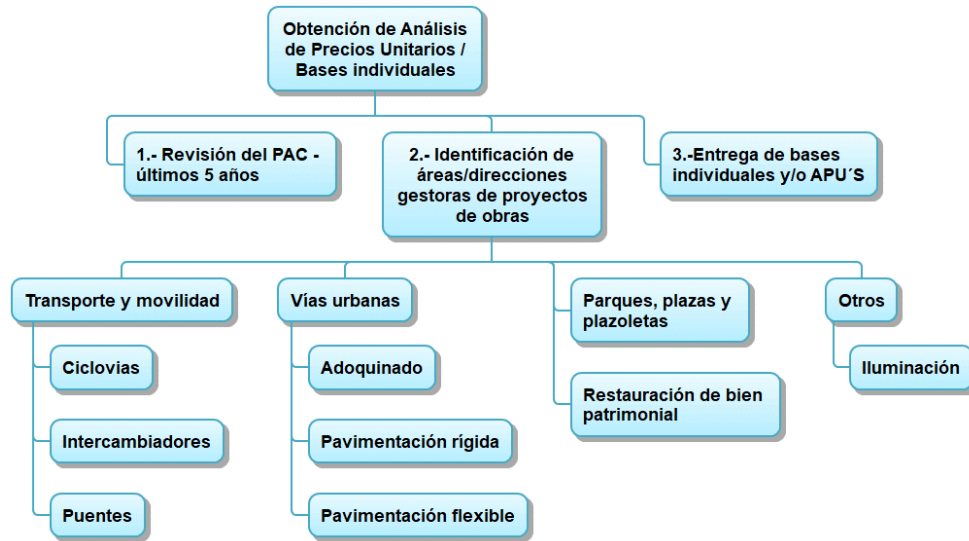 Obtención de Análisis
de Precios Unitarios /
Bases individuales
1.- Revisión del PAC -
últimos 5 años
2.- Identificación de
áreas/direcciones
gestoras de proyectos
de obras
3.-Entrega de bases
individuales y/o APU´S
Transporte y movilidad
Ciclovias
Intercambiadores
Puentes
Vías urbanas
Adoquinado
Pavimentación rígida
Pavimentación flexible
Parques, plazas y
plazoletas
Restauración de bien
patrimonial
Otros
Iluminación